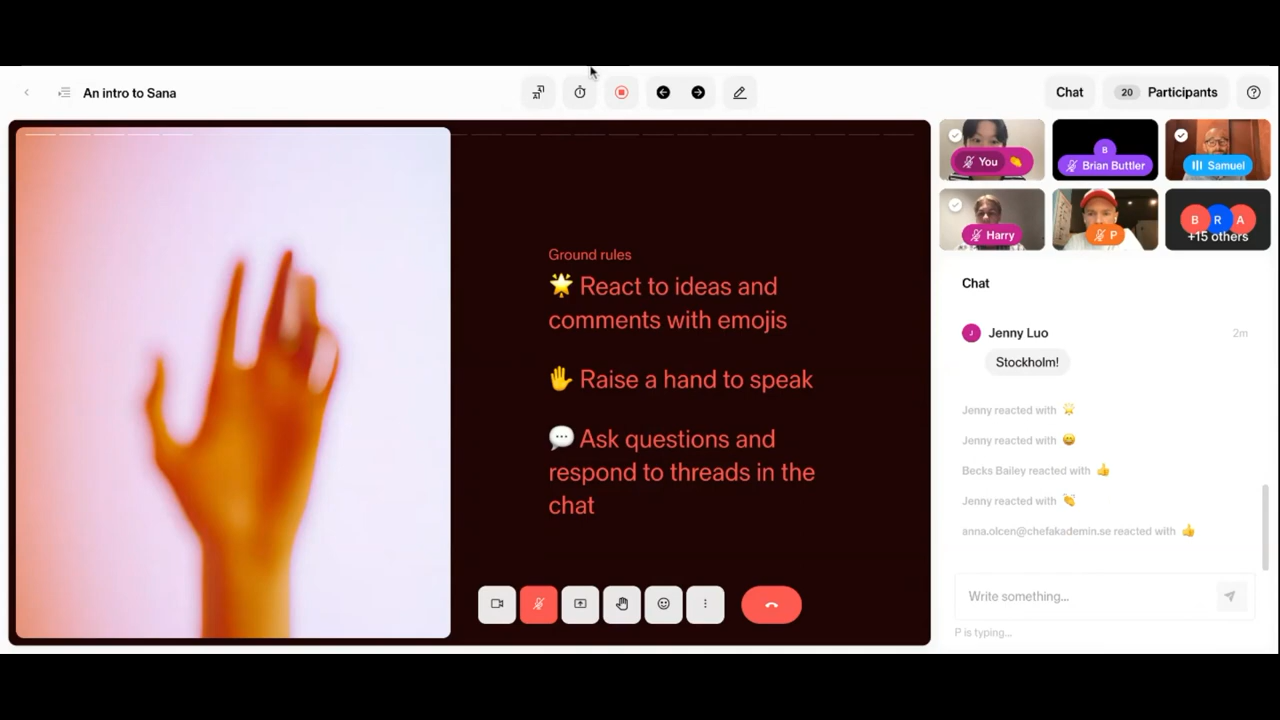 An intro to Sana
Chat
20 Participants
You
B
Brian Buttler
Samuel
Harry
P
B R A
+15 others
Ground rules
🌟 React to ideas and
comments with emojis
✋ Raise a hand to speak
💬 Ask questions and
respond to threads in the
chat
Chat
J Jenny Luo 2m
Stockholm!
Jenny reacted with 🌟
Jenny reacted with 😄
Becks Bailey reacted with 👍
Jenny reacted with 👏
anna.olcen@chefakademin.se reacted with 👍
Write something...
P is typing...